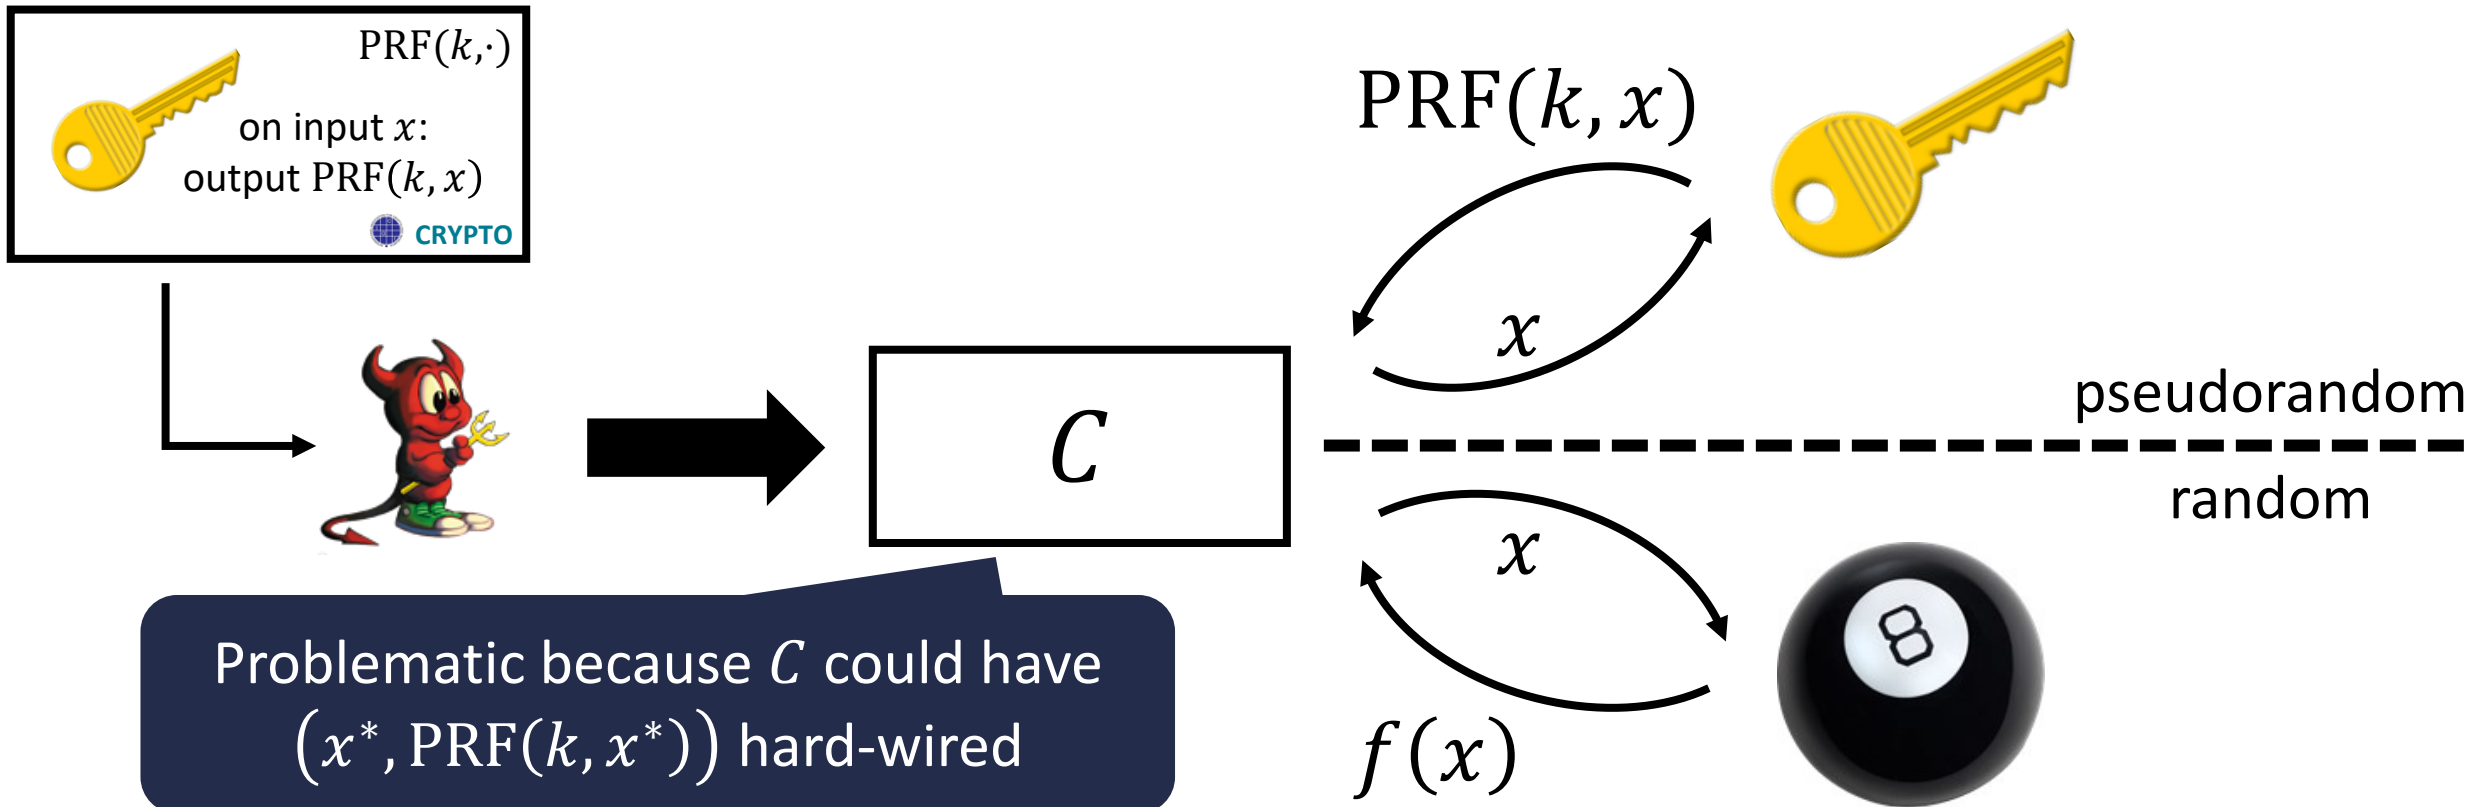 PRF(k,·)
on input x:
output PRF(k, x)
CRYPTO
PRF(k, x)
x
pseudorandom
C
random
x
8
f(x)
Problematic because C could have
(x*, PRF(k, x*)) hard-wired